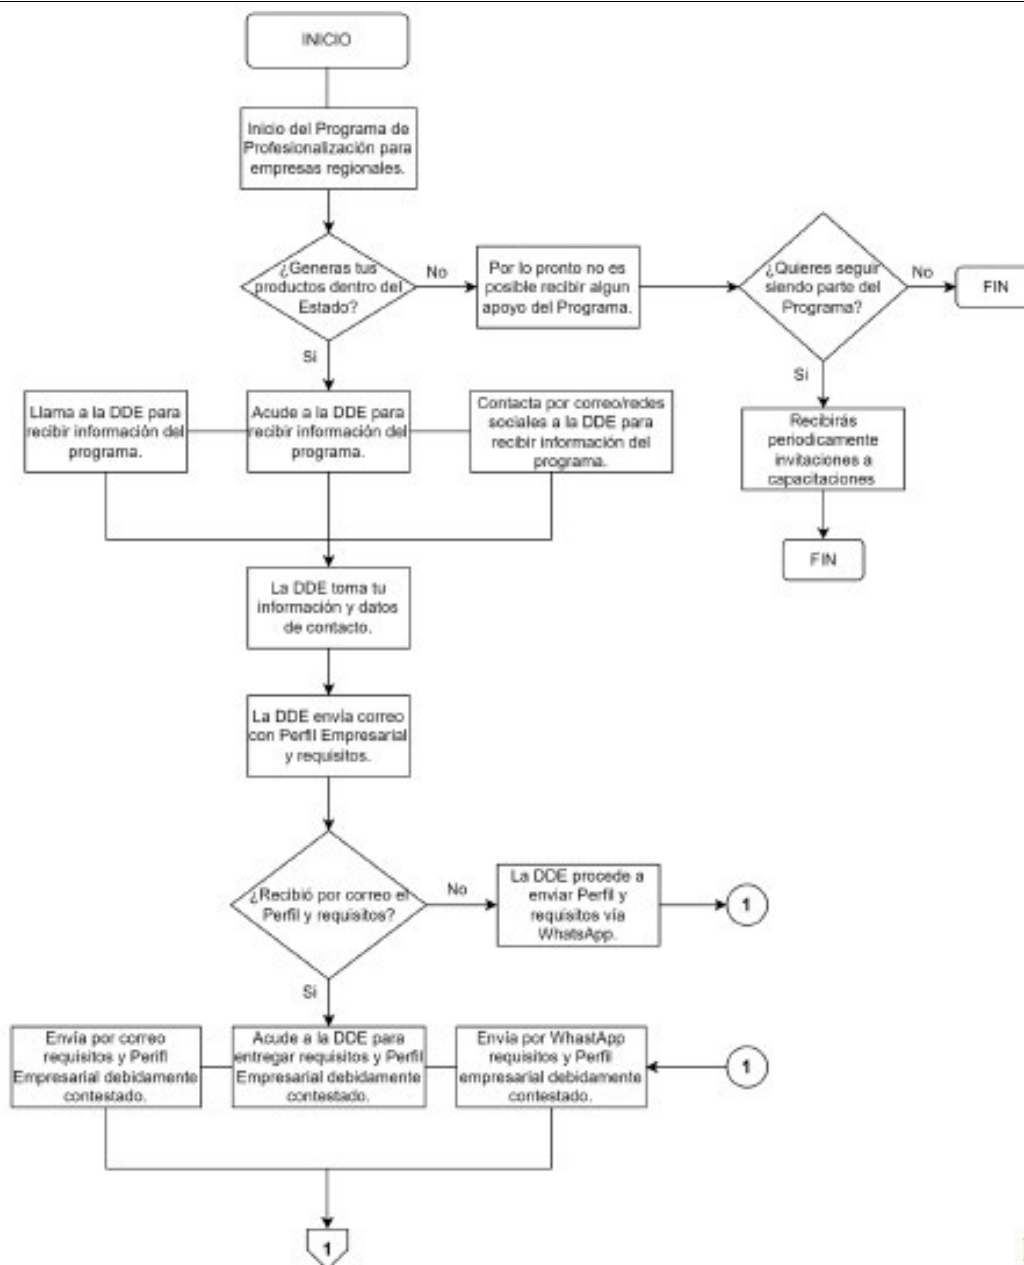 INICIO
Inicio del Programa de
Profesionalización para
empresas regionales.
¿Generas tus
productos dentro del
Estado?
No
Por lo pronto no es
posible recibir algun
apoyo del Programa.
¿Quieres seguir
siendo parte del
Programa?
No
FIN
Si
Si
Llama a la DDE para
recibir información del
programa.
Acude a la DDE para
recibir información del
programa.
Contacta por correo/redes
sociales a la DDE para
recibir información del
programa.
Recibirás
periodicamente
invitaciones a
capacitaciones
FIN
La DDE toma tu
información y datos
de contacto.
La DDE envía correo
con Perfil Empresarial
y requisitos.
¿Recibió por correo el
Perfil y requisitos?
No
La DDE procede a
enviar Perfil y
requisitos vía
WhatsApp.
1
Si
Envía por correo
requisitos y Perifl
Empresarial debidamente
contestado.
Acude a la DDE para
entregar requisitos y Perfil
Empresarial debidamente
contestado.
Envía por WhastApp
requisitos y Perfil
empresarial debidamente
contestado.
1
1